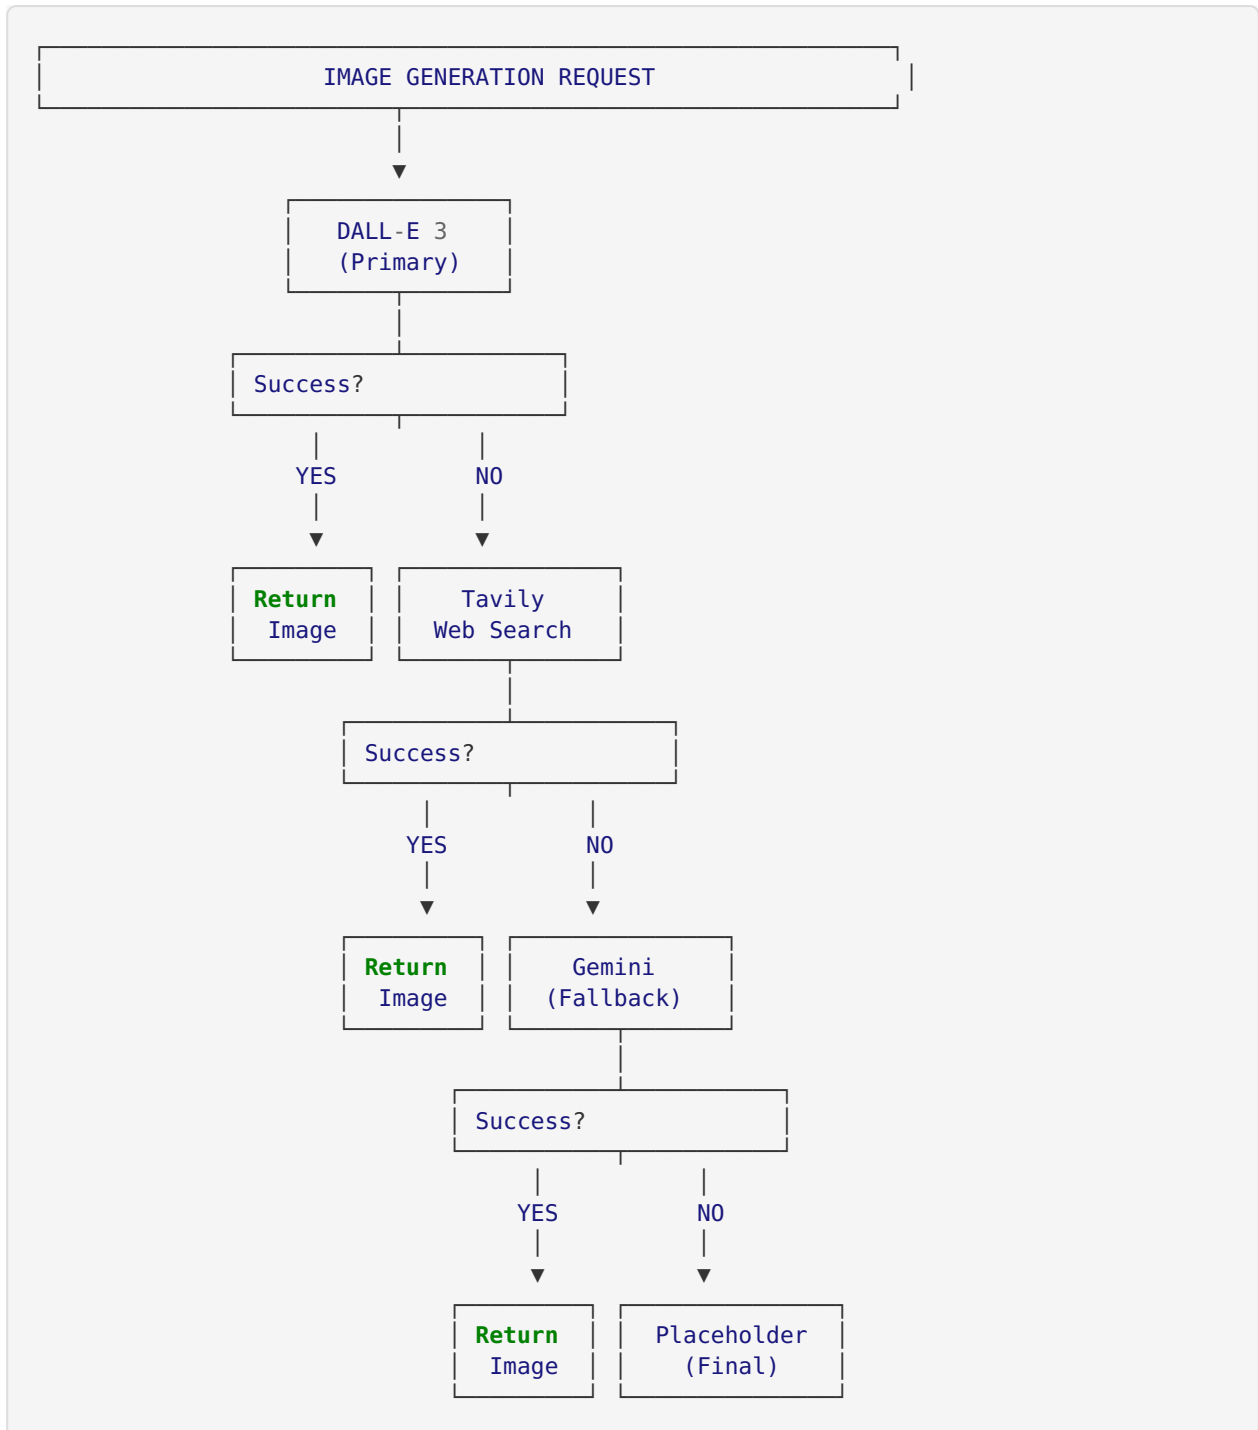 IMAGE GENERATION REQUEST
DALL-E 3
(Primary)
Success?
YES NO
Return Tavily
Image Web Search
Success?
YES NO
Return Gemini
Image (Fallback)
Success?
YES NO
Return Placeholder
Image (Final)